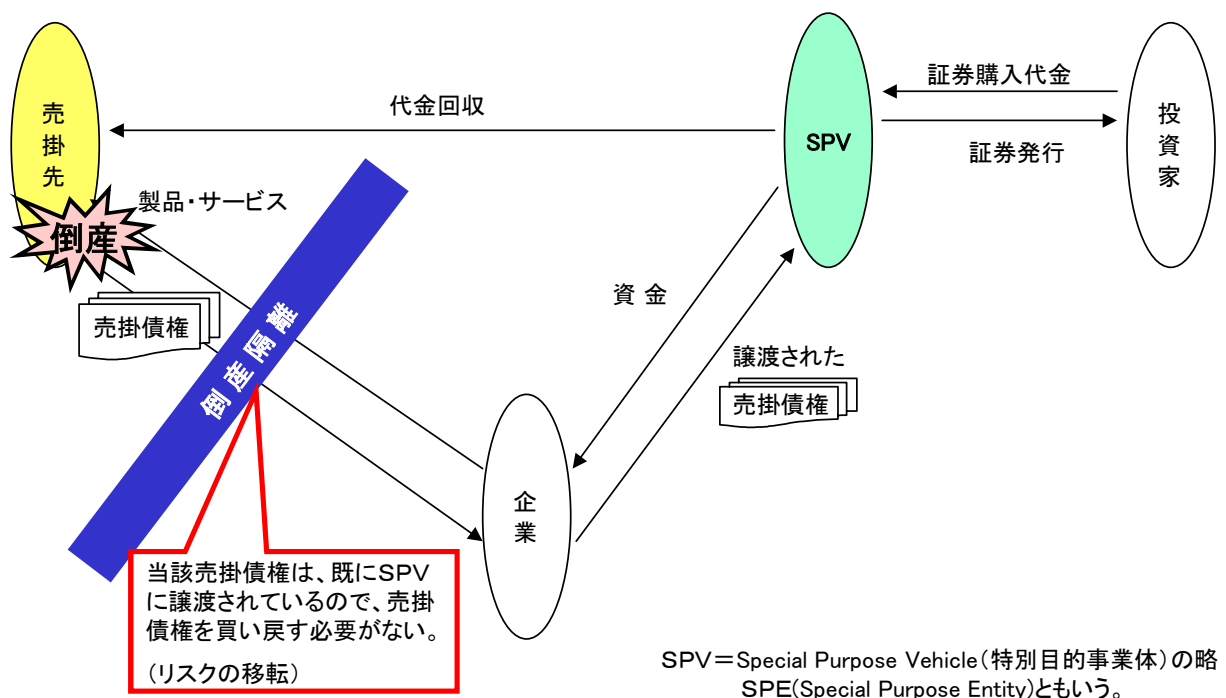 売掛先
代金回収
SPV
証券購入代金
証券発行
投資家
製品・サービス
倒産
売掛債権
倒産隔離
資 金
譲渡された
売掛債権
企業
当該売掛債権は、既にSPV
に譲渡されているので、売掛
債権を買い戻す必要がない。
(リスクの移転)
SPV=Special Purpose Vehicle(特別目的事業体)の略
SPE(Special Purpose Entity)ともいう。